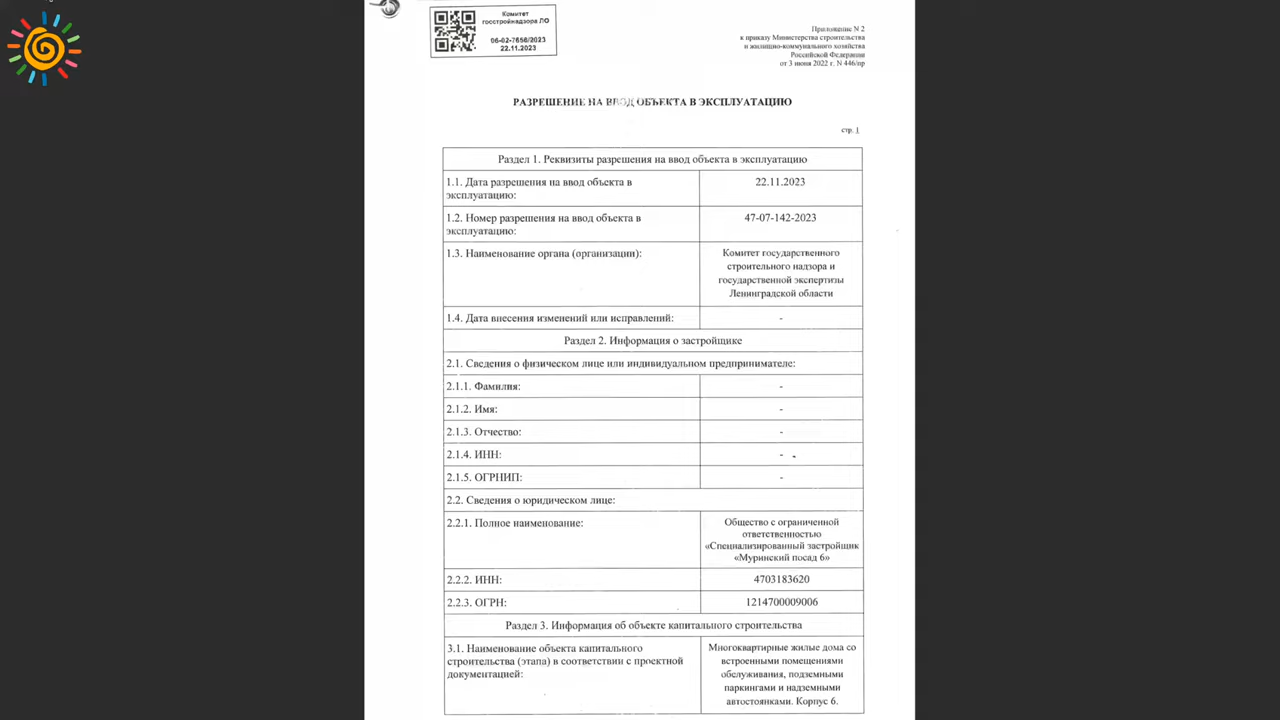 Комитет
госстройнадзора ЛО
06-02-7656/2023
22.11.2023
Приложение N 2
к приказу Министерства строительства
и жилищно-коммунального хозяйства
Российской Федерации
от 3 июня 2022 г. N 446/пр
РАЗРЕШЕНИЕ НА ВВОД ОБЪЕКТА В ЭКСПЛУАТАЦИЮ
стр. 1
Раздел 1. Реквизиты разрешения на ввод объекта в эксплуатацию
1.1. Дата разрешения на ввод объекта в
эксплуатацию:
22.11.2023
1.2. Номер разрешения на ввод объекта в
эксплуатацию:
47-07-142-2023
1.3. Наименование органа (организации):
Комитет государственного
строительного надзора и
государственной экспертизы
Ленинградской области
1.4. Дата внесения изменений или исправлений:
-
Раздел 2. Информация о застройщике
2.1. Сведения о физическом лице или индивидуальном предпринимателе:
2.1.1. Фамилия:
-
2.1.2. Имя:
-
2.1.3. Отчество:
-
2.1.4. ИНН:
-
2.1.5. ОГРНИП:
-
2.2. Сведения о юридическом лице:
2.2.1. Полное наименование:
Общество с ограниченной
ответственностью
«Специализированный застройщик
«Муринский посад 6»
2.2.2. ИНН:
4703183620
2.2.3. ОГРН:
1214700009006
Раздел 3. Информация об объекте капитального строительства
3.1. Наименование объекта капитального
строительства (этапа) в соответствии с проектной
документацией:
Многоквартирные жилые дома со
встроенными помещениями
обслуживания, подземными
паркингами и надземными
автостоянками. Корпус 6.